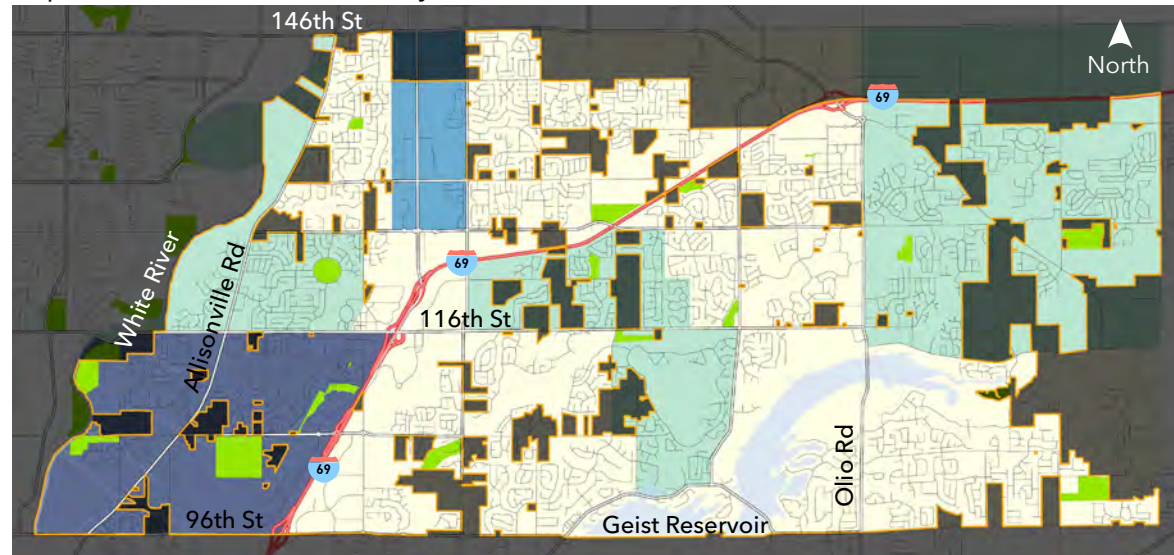 146th St
North
69
White River
Allisonville Rd
69
116th St
69
Olio Rd
96th St
Geist Reservoir